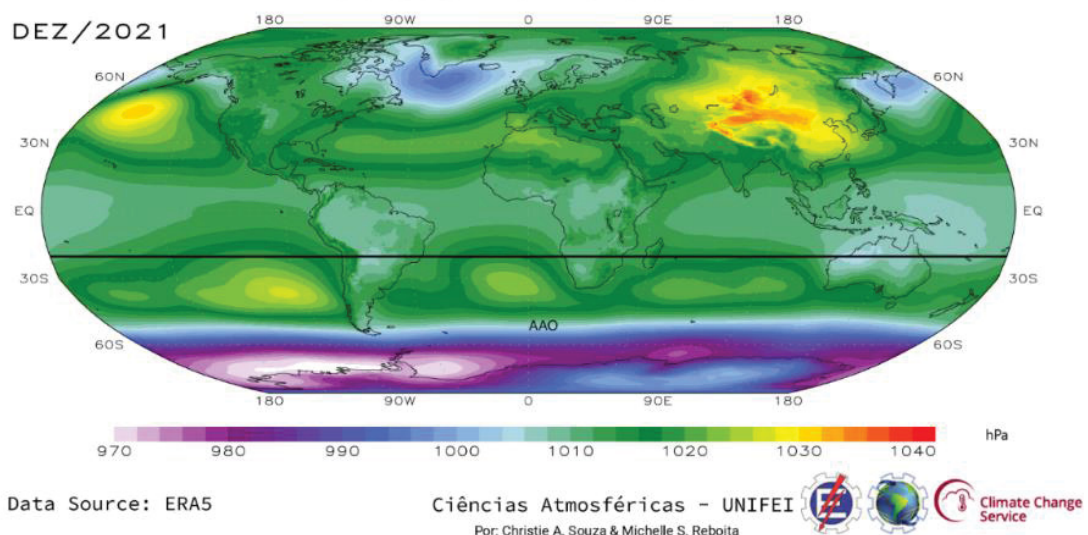 DEZ/2021
180 90W 0 90E 180
60N 60N
30N 30N
EQ EQ
30S 30S
AAO
60S 60S
180 90W 0 90E 180
970 980 990 1000 1010 1020 1030 1040 hPa
Data Source: ERA5
Ciências Atmosféricas - UNIFEI
Por: Christie A. Souza & Michelle S. Reboita
Climate Change
Service